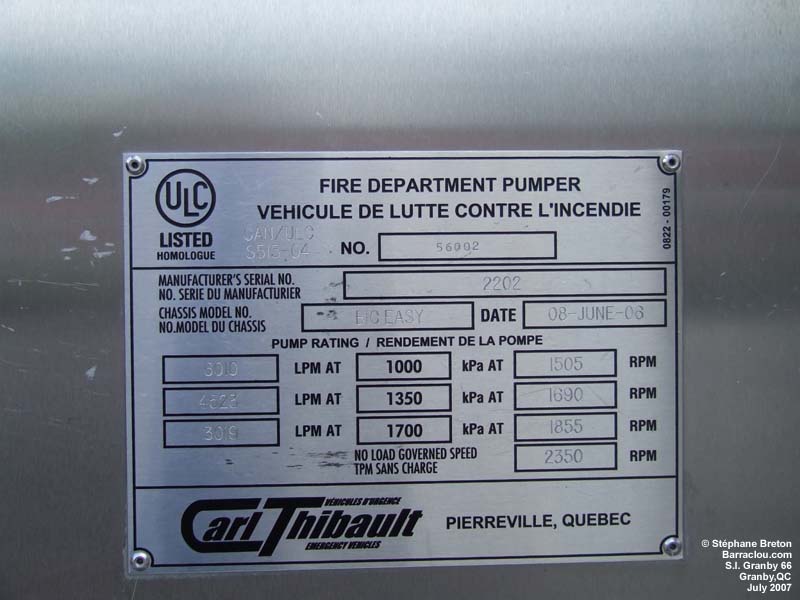 ULC
LISTED
HOMOLOGUE
CAN/ULC
S515-04
FIRE DEPARTMENT PUMPER
VEHICULE DE LUTTE CONTRE L'INCENDIE
NO. 56002
0822 - 00179
MANUFACTURER'S SERIAL NO.
NO. SERIE DU MANUFACTURIER
2202
CHASSIS MODEL NO.
NO.MODEL DU CHASSIS
BIG EASY
DATE 08-JUNE-06
PUMP RATING / RENDEMENT DE LA POMPE
LPM AT 1000 kPa AT 1505 RPM
LPM AT 1350 kPa AT 1690 RPM
LPM AT 1700 kPa AT 1855 RPM
NO LOAD GOVERNED SPEED
TPM SANS CHARGE
2350 RPM
VÉHICULES D'URGENCE
Carl Thibault
EMERGENCY VEHICLES
PIERREVILLE, QUEBEC
© Stéphane Breton
Barraclou.com
S.I. Granby 66
Granby,QC
July 2007